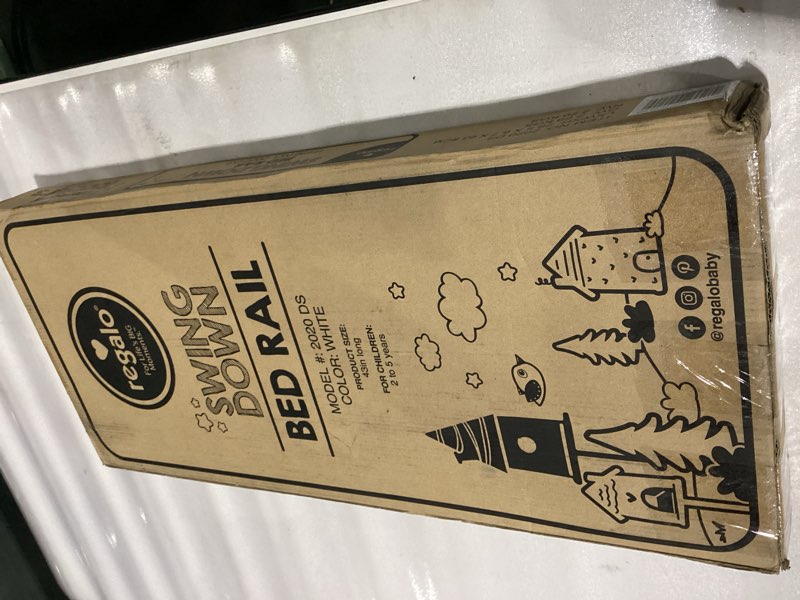 regalo
For Life's BIG
Little Moments.
SWING
DOWN
BED RAIL
MODEL #: 2020 DS
COLOR: WHITE
PRODUCT SIZE:
43in long
FOR CHILDREN:
2 to 5 years
@regalobaby